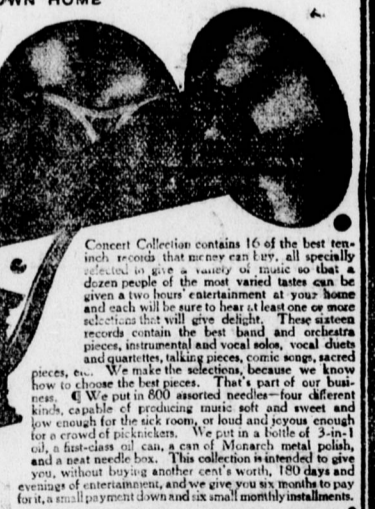 OWN HOME
Concert Collection contains 16 of the best ten-
inch records that money can buy, all specially
selected to give a variety of music so that a
dozen people of the most varied tastes can be
given a two hours' entertainment at your home
and each will be sure to hear at least one or more
selections that will give delight. These sixteen
records contain the best band and orchestra
pieces, instrumental and vocal solos, vocal duets
and quartettes, talking pieces, comic songs, sacred
pieces, etc. We make the selections, because we know
how to choose the best pieces. That's part of our busi-
ness. ¶ We put in 800 assorted needles—four different
kinds, capable of producing music soft and sweet and
low enough for the sick room, or loud and joyous enough
for a crowd of picknickers. We put in a bottle of 3-in-1
oil, a first-class oil can, a can of Monarch metal polish,
and a neat needle box. This collection is intended to give
you, without buying another cent's worth, 180 days and
evenings of entertainment, and we give you six months to pay
for it, a small payment down and six small monthly installments.